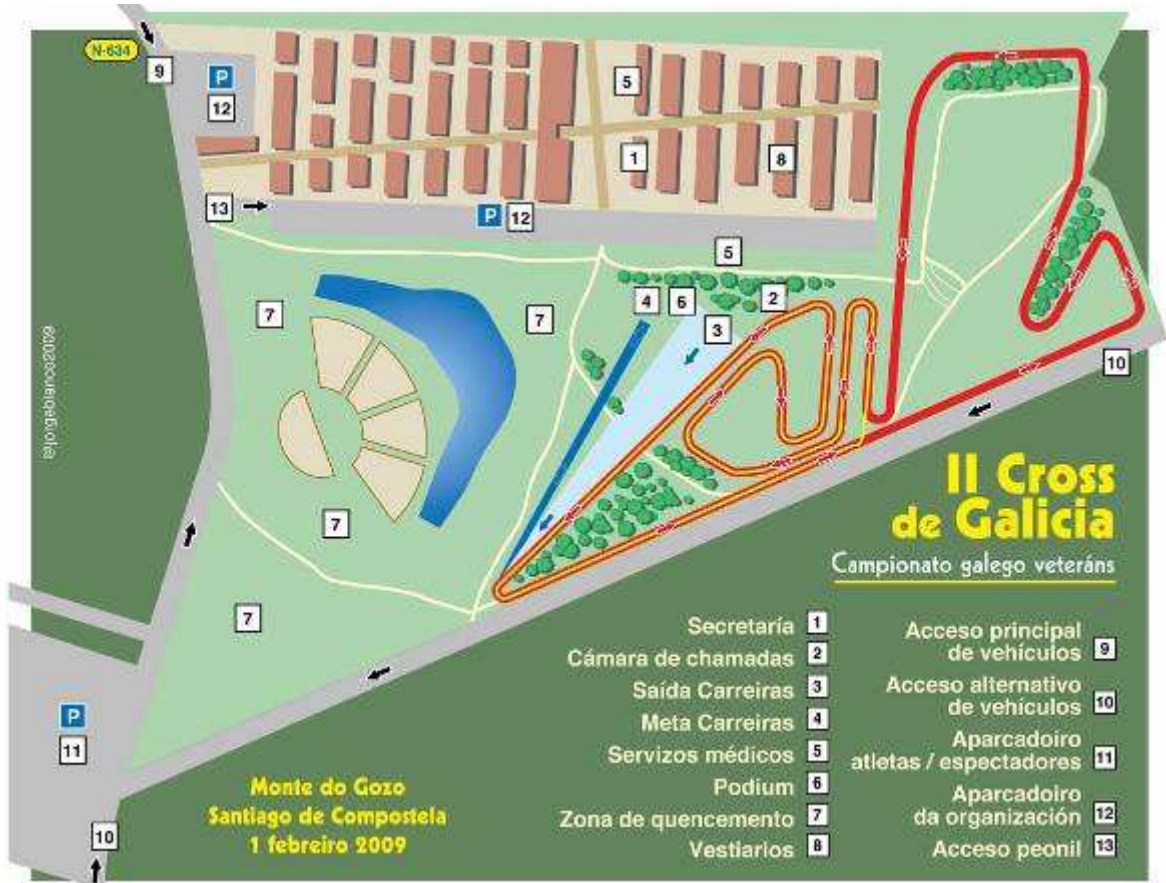 N-634
9
P
12
5
1
8
13
P 12
5
7
7
4
6
2
3
10
7
7
P
11
10
II Cross
de Galicia
Campionato galego veteráns
Secretaría 1
Cámara de chamadas 2
Saída Carreiras 3
Meta Carreiras 4
Servizos médicos 5
Podium 6
Zona de quencemento 7
Vestiarios 8
Acceso principal
de vehículos 9
Acceso alternativo
de vehículos 10
Aparcadoiro
atletas / espectadores 11
Aparcadoiro
da organización 12
Acceso peonil 13
Monte do Gozo
Santiago de Compostela
1 febreiro 2009